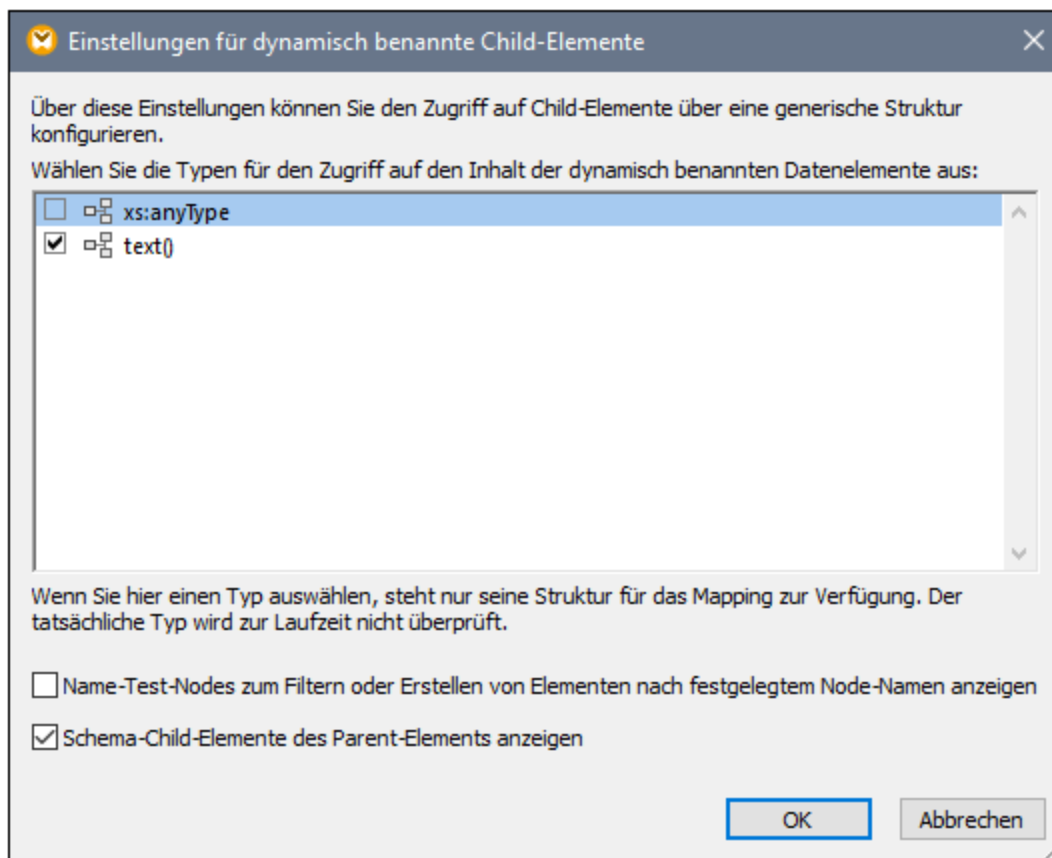 Einstellungen für dynamisch benannte Child-Elemente
Über diese Einstellungen können Sie den Zugriff auf Child-Elemente über eine generische Struktur
konfigurieren.
Wählen Sie die Typen für den Zugriff auf den Inhalt der dynamisch benannten Datenelemente aus:
xs:anyType
text()
Wenn Sie hier einen Typ auswählen, steht nur seine Struktur für das Mapping zur Verfügung. Der
tatsächliche Typ wird zur Laufzeit nicht überprüft.
Name-Test-Nodes zum Filtern oder Erstellen von Elementen nach festgelegtem Node-Namen anzeigen
Schema-Child-Elemente des Parent-Elements anzeigen
OK Abbrechen